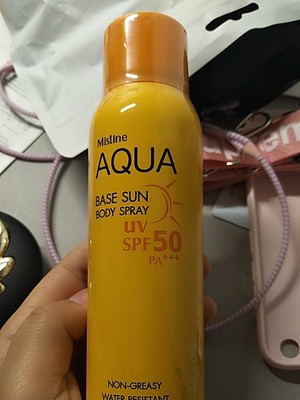 Mistine
AQUA
BASE SUN
BODY SPRAY
UV
SPF50
PA+++
NON-GREASY
WATER RESISTANT